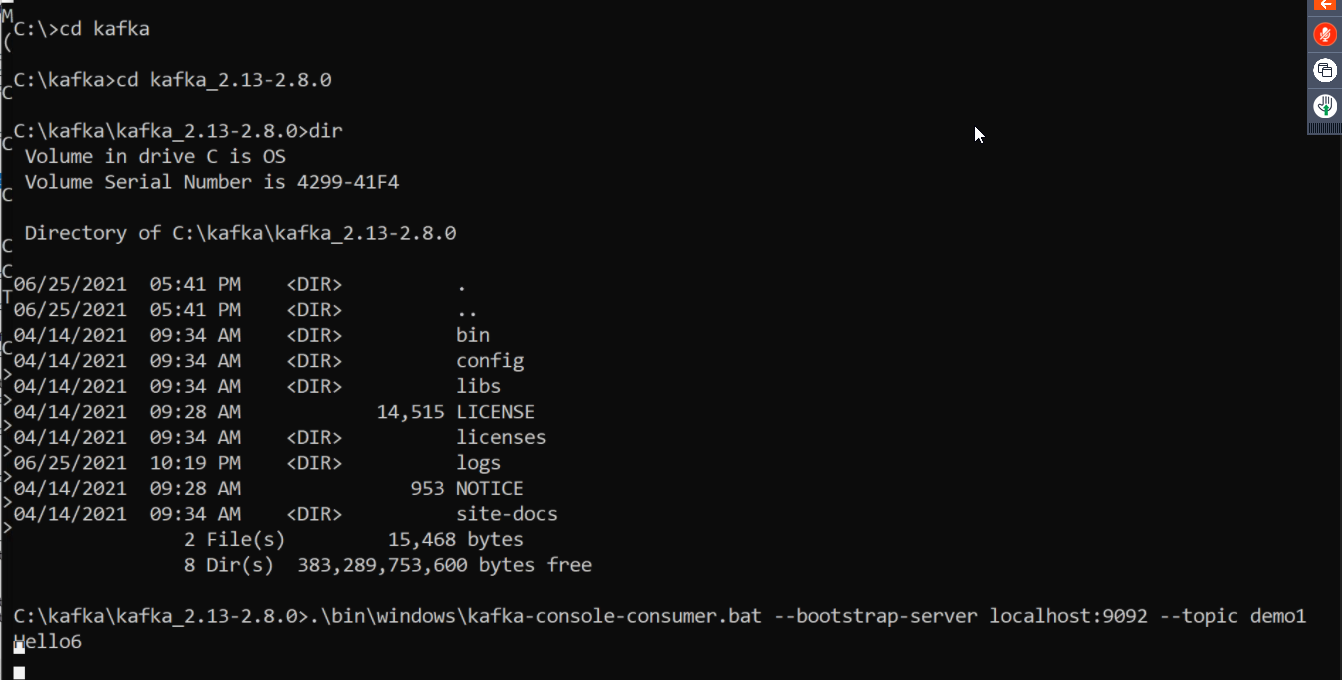 C:\>cd kafka
C:\kafka>cd kafka_2.13-2.8.0
C:\kafka\kafka_2.13-2.8.0>dir
Volume in drive C is OS
Volume Serial Number is 4299-41F4
Directory of C:\kafka\kafka_2.13-2.8.0
06/25/2021 05:41 PM <DIR> .
06/25/2021 05:41 PM <DIR> ..
04/14/2021 09:34 AM <DIR> bin
04/14/2021 09:34 AM <DIR> config
04/14/2021 09:34 AM <DIR> libs
04/14/2021 09:28 AM 14,515 LICENSE
04/14/2021 09:34 AM <DIR> licenses
06/25/2021 10:19 PM <DIR> logs
04/14/2021 09:28 AM 953 NOTICE
04/14/2021 09:34 AM <DIR> site-docs
2 File(s) 15,468 bytes
8 Dir(s) 383,289,753,600 bytes free
C:\kafka\kafka_2.13-2.8.0>.\bin\windows\kafka-console-consumer.bat --bootstrap-server localhost:9092 --topic demo1
Hello6